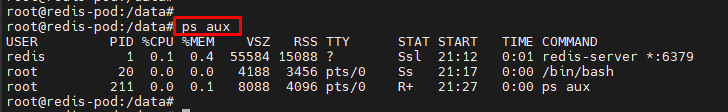 root@redis-pod:/data#
root@redis-pod:/data# ps aux
USER PID %CPU %MEM VSZ RSS TTY STAT START TIME COMMAND
redis 1 0.1 0.4 55584 15088 ? Ssl 21:12 0:01 redis-server *:6379
root 20 0.0 0.0 4188 3456 pts/0 Ss 21:17 0:00 /bin/bash
root 211 0.0 0.1 8088 4096 pts/0 R+ 21:27 0:00 ps aux
root@redis-pod:/data#